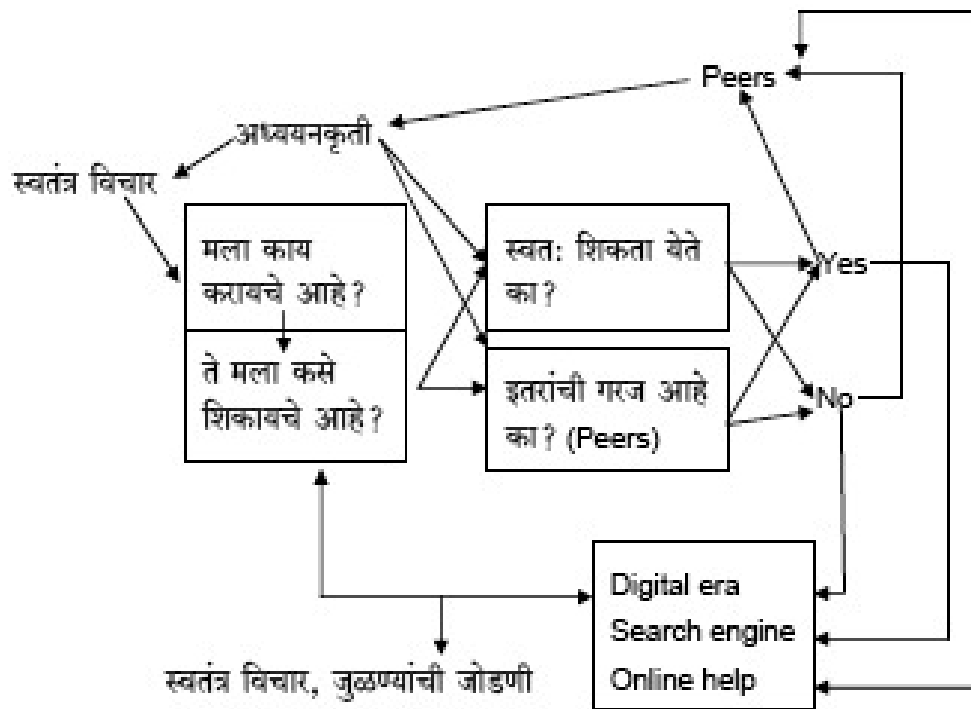 Peers
अध्ययनकृती
स्वतंत्र विचार
मला काय
करायचे आहे?
ते मला कसे
शिकायचे आहे?
स्वत: शिकता येते
का?
इतरांची गरज आहे
का? (Peers)
Yes
No
Digital era
Search engine
Online help
स्वतंत्र विचार, जुळण्यांची जोडणी